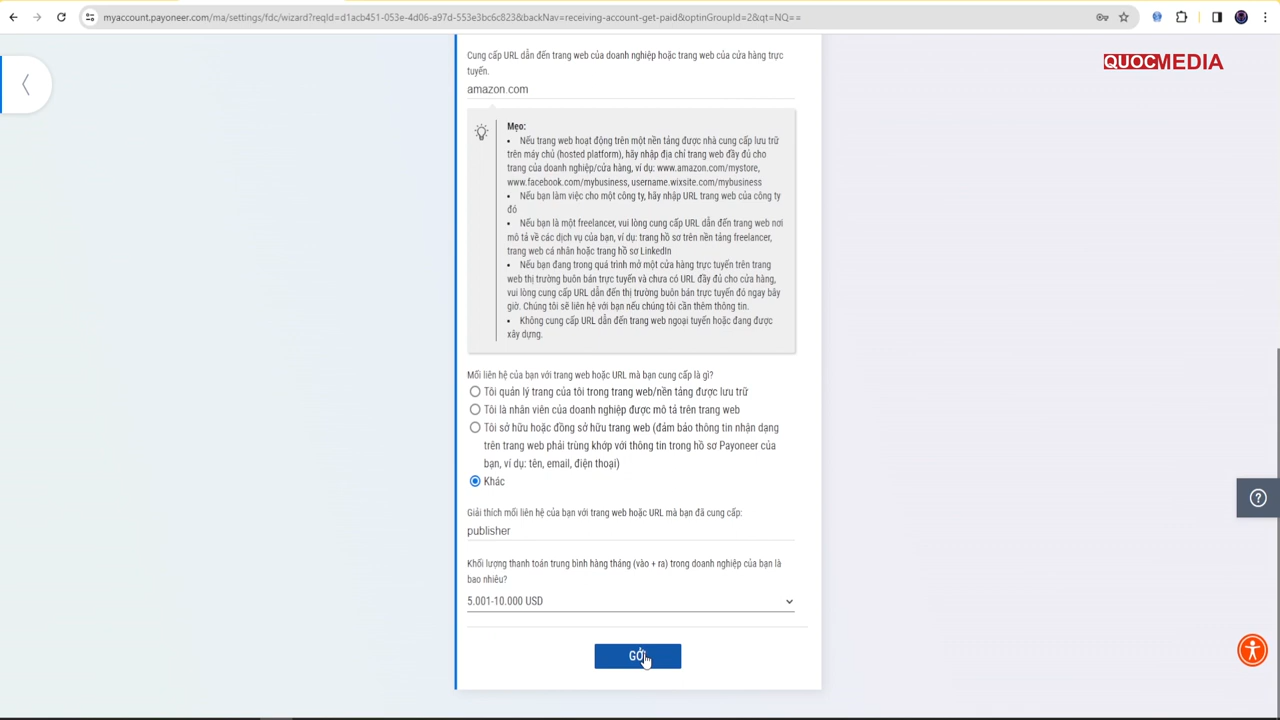 myaccount.payoneer.com/ma/settings/fdc/wizard?reqId=d1acb451-053e-4d06-a97d-553e3bc6c823&backNav=receiving-account-get-paid&optinGroupId=2&qt=NQ==
QUOCMEDIA
Cung cấp URL dẫn đến trang web của doanh nghiệp hoặc trang web của cửa hàng trực
tuyến.
amazon.com
Mẹo:
• Nếu trang web hoạt động trên một nền tảng được nhà cung cấp lưu trữ
trên máy chủ (hosted platform), hãy nhập địa chỉ trang web đầy đủ cho
trang của doanh nghiệp/cửa hàng, ví dụ: www.amazon.com/mystore,
www.facebook.com/mybusiness, username.wixsite.com/mybusiness
• Nếu bạn làm việc cho một công ty, hãy nhập URL trang web của công ty
đó
• Nếu bạn là một freelancer, vui lòng cung cấp URL dẫn đến trang web nơi
mô tả về các dịch vụ của bạn, ví dụ: trang hồ sơ trên nền tảng freelancer,
trang web cá nhân hoặc trang hồ sơ LinkedIn
• Nếu bạn đang trong quá trình mở một cửa hàng trực tuyến trên trang
web thị trường buôn bán trực tuyến và chưa có URL đầy đủ cho cửa hàng,
vui lòng cung cấp URL dẫn đến thị trường buôn bán trực tuyến đó ngay bây
giờ. Chúng tôi sẽ liên hệ với bạn nếu chúng tôi cần thêm thông tin.
• Không cung cấp URL dẫn đến trang web ngoại tuyến hoặc đang được
xây dựng.
Mối liên hệ của bạn với trang web hoặc URL mà bạn cung cấp là gì?
Tôi quản lý trang của tôi trong trang web/nền tảng được lưu trữ
Tôi là nhân viên của doanh nghiệp được mô tả trên trang web
Tôi sở hữu hoặc đồng sở hữu trang web (đảm bảo thông tin nhận dạng
trên trang web phải trùng khớp với thông tin trong hồ sơ Payoneer của
bạn, ví dụ: tên, email, điện thoại)
Khác
Giải thích mối liên hệ của bạn với trang web hoặc URL mà bạn đã cung cấp:
publisher
Khối lượng thanh toán trung bình hàng tháng (vào + ra) trong doanh nghiệp của bạn là
bao nhiêu?
5.001-10.000 USD
GỞI